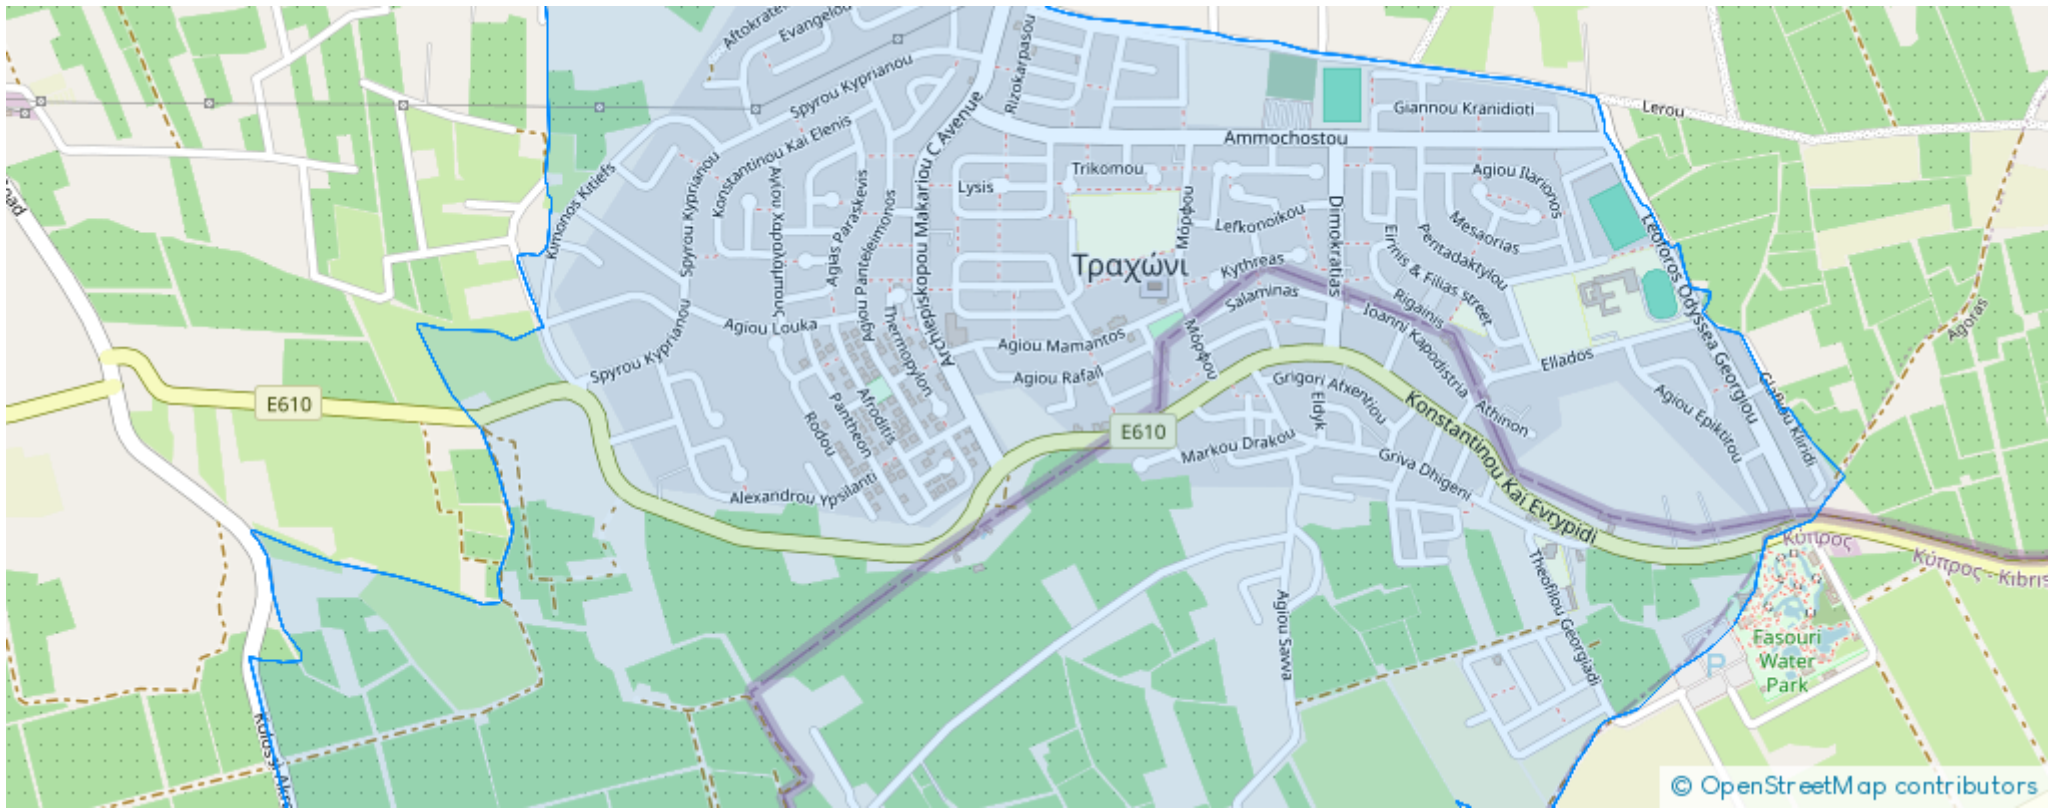 Aftokrate
Evangelou
Spyrou Kyprianou
Rizokarpasou
Giannou Kranidioti
Lerou
Ammochostou
Konstantinou Kai Elenis
Archiepiskopou Makariou C Avenue
Kimonos Kitiefs
Spyrou Kyprianou
Αγίου Χαραλάμπους
Agias Paraskevis
Agiou Panteleimonos
Lysis
Trikomou
Μόρφου
Lefkonoikou
Dimokratias
Agiou Ilarionos
Mesaorias
Pentadaktylou
Eirinis & Filias street
Leoforos Odyssea Georgiou
Τραχώνι
Kythreas
Salaminas
Rigainis
Ioanni Kapodistria
Agoras
Agiou Louka
Thermopylon
Agiou Mamantos
Μόρφου
Ellados
Spyrou Kyprianou
Agiou Rafail
Grigori Afxentiou
Eldyk
Athinon
Agiou Epiktitou
Glafkou Kliridi
E610
E610
Konstantinou Kai Evrypidi
Rodou
Pantheon
Afroditis
Markou Drakou
Griva Dhigeni
Alexandrou Ypsilanti
Theofilou Georgiadi
Agiou Savva
Κύπρος
Κύπρος - Kıbrıs
Fasouri
Water
Park
P
© OpenStreetMap contributors